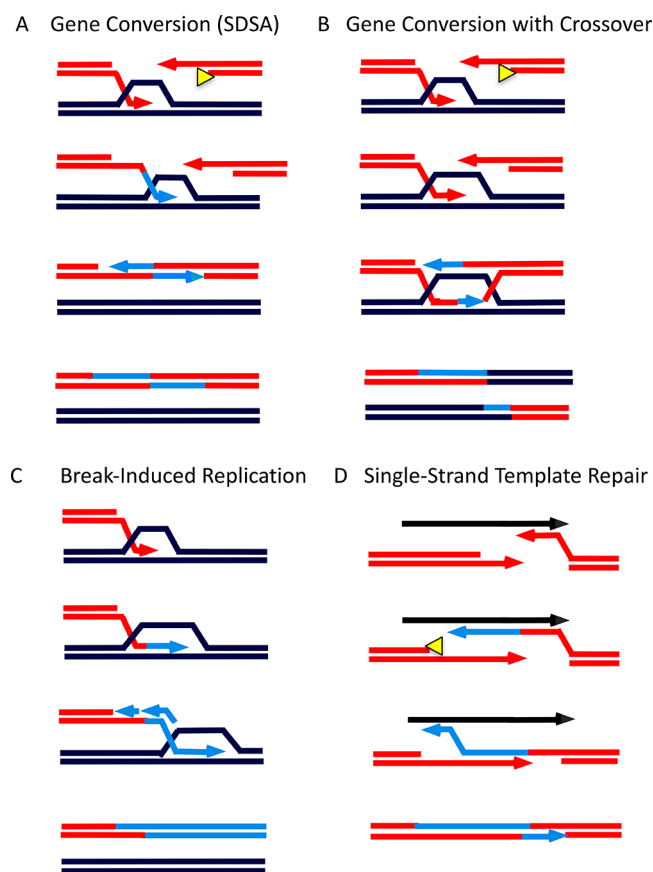 A Gene Conversion (SDSA)
B Gene Conversion with Crossover
C Break-Induced Replication
D Single-Strand Template Repair